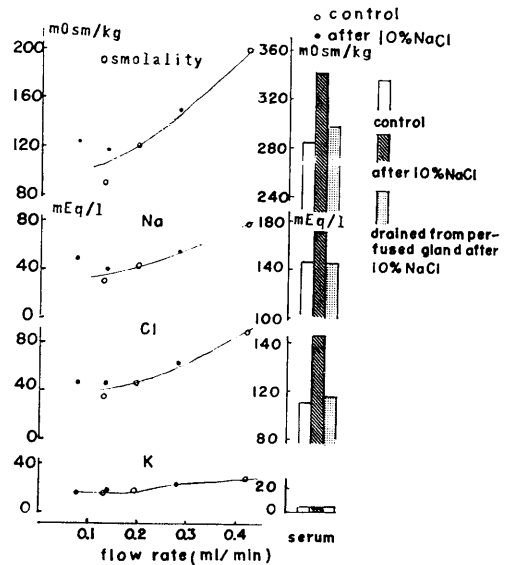 ○ control
• after 10%NaCl
mOsm/kg
osmolality
200
160
120
80
mOsm/kg
360
320
280
240
control
after 10%NaCl
drained from per-
fused gland after
10% NaCl
mEq/l
Na
80
40
0
mEq/l
180
140
100
Cl
80
40
0
140
120
80
K
40
0
20
0
0.1 0.2 0.3 0.4
flow rate(ml/min)
serum